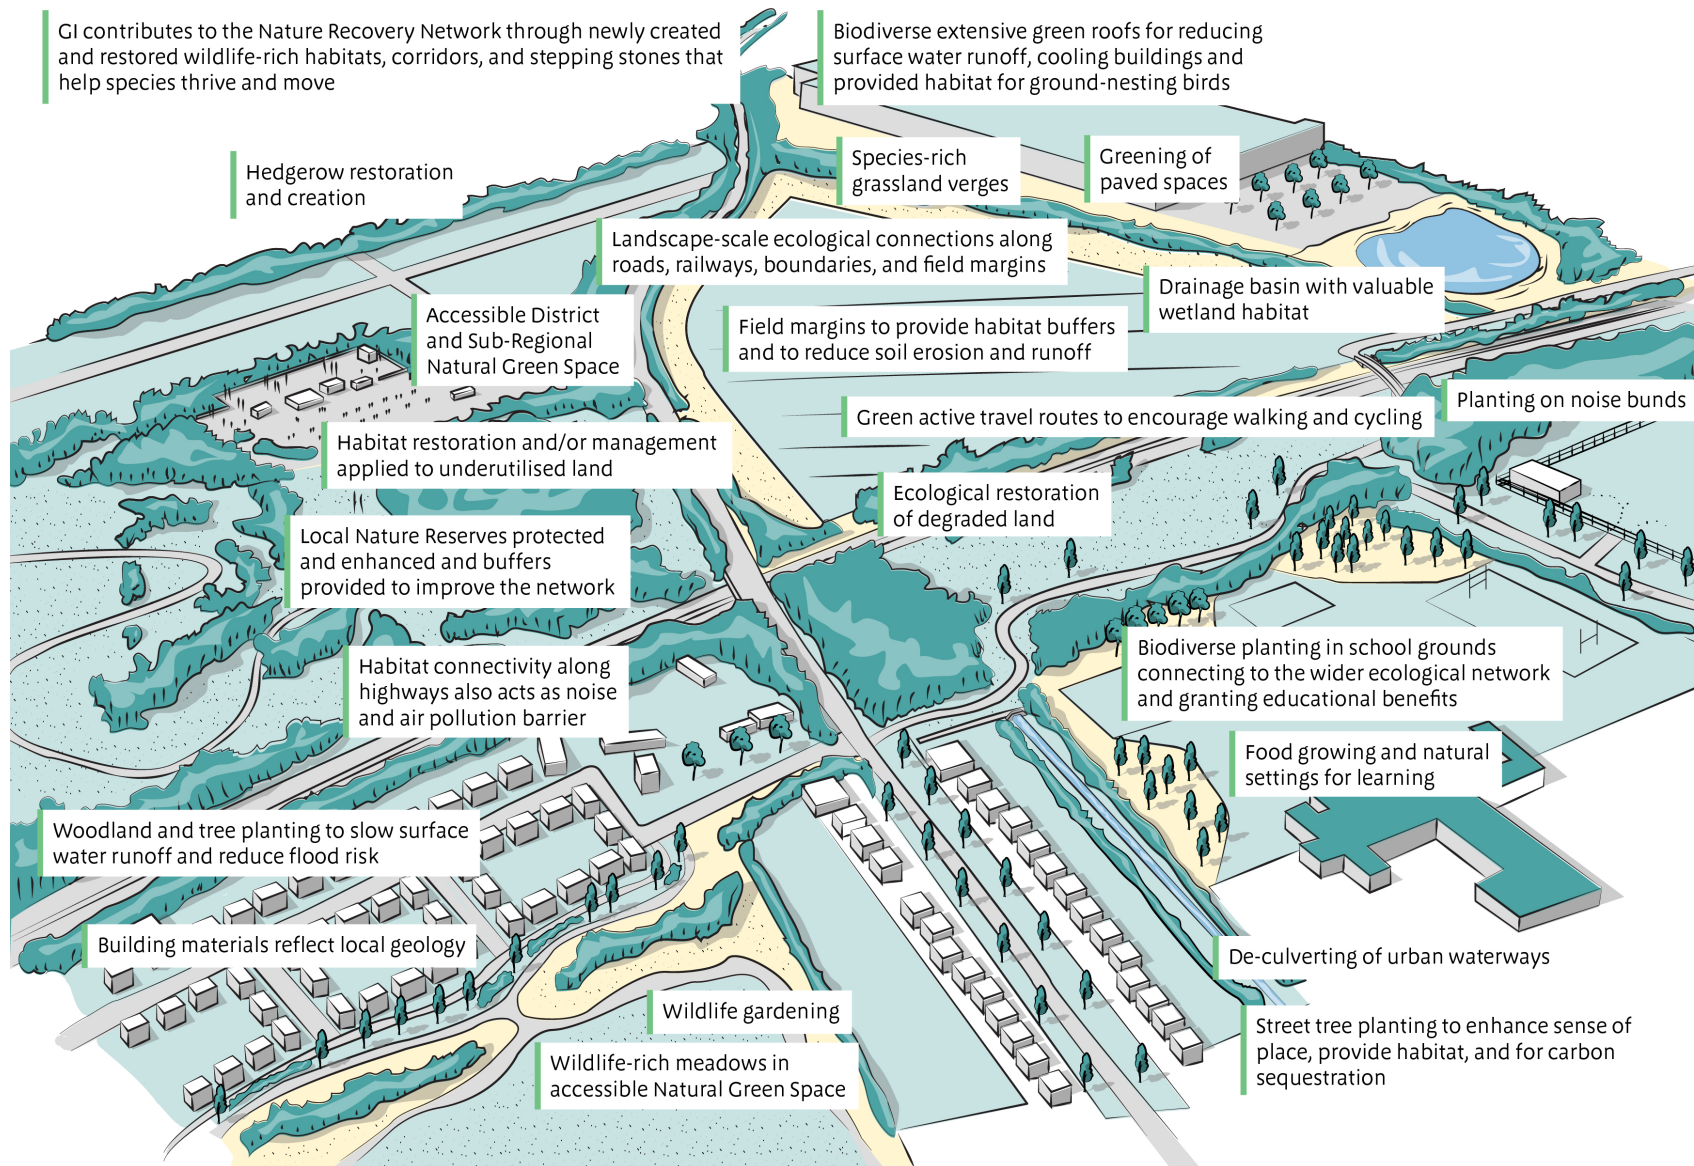 GI contributes to the Nature Recovery Network through newly created
and restored wildlife-rich habitats, corridors, and stepping stones that
help species thrive and move
Biodiverse extensive green roofs for reducing
surface water runoff, cooling buildings and
provided habitat for ground-nesting birds
Hedgerow restoration
and creation
Species-rich
grassland verges
Greening of
paved spaces
Landscape-scale ecological connections along
roads, railways, boundaries, and field margins
Drainage basin with valuable
wetland habitat
Accessible District
and Sub-Regional
Natural Green Space
Field margins to provide habitat buffers
and to reduce soil erosion and runoff
Planting on noise bunds
Green active travel routes to encourage walking and cycling
Habitat restoration and/or management
applied to underutilised land
Ecological restoration
of degraded land
Local Nature Reserves protected
and enhanced and buffers
provided to improve the network
Biodiverse planting in school grounds
connecting to the wider ecological network
and granting educational benefits
Habitat connectivity along
highways also acts as noise
and air pollution barrier
Food growing and natural
settings for learning
Woodland and tree planting to slow surface
water runoff and reduce flood risk
Building materials reflect local geology
De-culverting of urban waterways
Wildlife gardening
Street tree planting to enhance sense of
place, provide habitat, and for carbon
sequestration
Wildlife-rich meadows in
accessible Natural Green Space